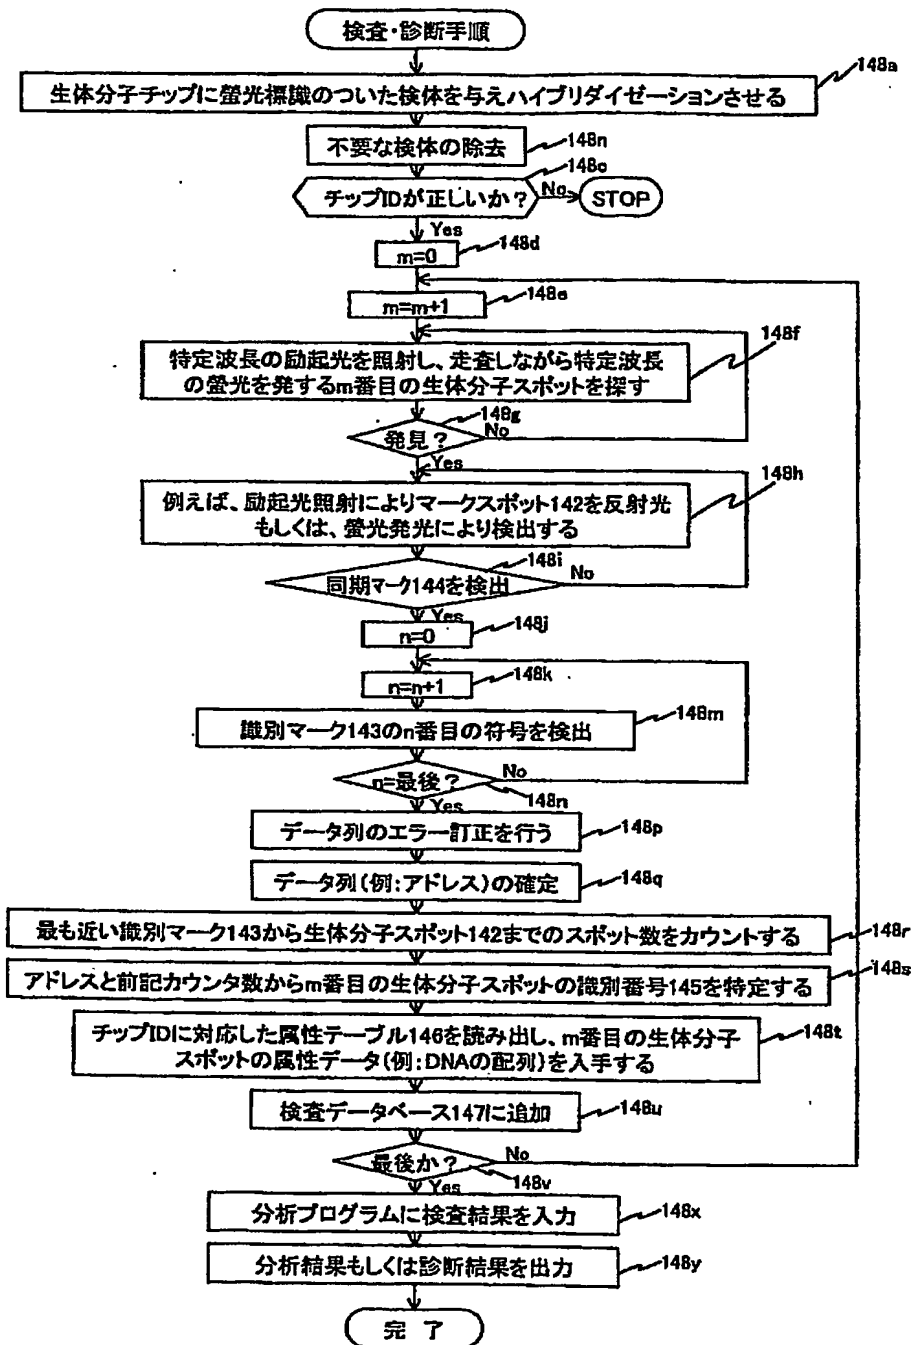 検査・診断手順
148a
生体分子チップに螢光標識のついた検体を与えハイブリダイゼーションさせる
148n
不要な検体の除去
148c
チップIDが正しいか？
No
STOP
Yes
148d
m=0
148e
m=m+1
148f
特定波長の励起光を照射し、走査しながら特定波長
の螢光を発するm番目の生体分子スポットを探す
148g
発見？
No
Yes
148h
例えば、励起光照射によりマークスポット142を反射光
もしくは、螢光発光により検出する
148i
同期マーク144を検出
No
Yes
148j
n=0
148k
n=n+1
148m
識別マーク143のn番目の符号を検出
n=最後？
No
148n
Yes
データ列のエラー訂正を行う
148p
データ列(例:アドレス)の確定
148q
最も近い識別マーク143から生体分子スポット142までのスポット数をカウントする
148r
アドレスと前記カウンタ数からm番目の生体分子スポットの識別番号145を特定する
148s
チップIDに対応した属性テーブル146を読み出し、m番目の生体分子
スポットの属性データ(例:DNAの配列)を入手する
148t
検査データベース147に追加
148u
最後か？
No
148v
Yes
分析プログラムに検査結果を入力
148x
分析結果もしくは診断結果を出力
148y
完了